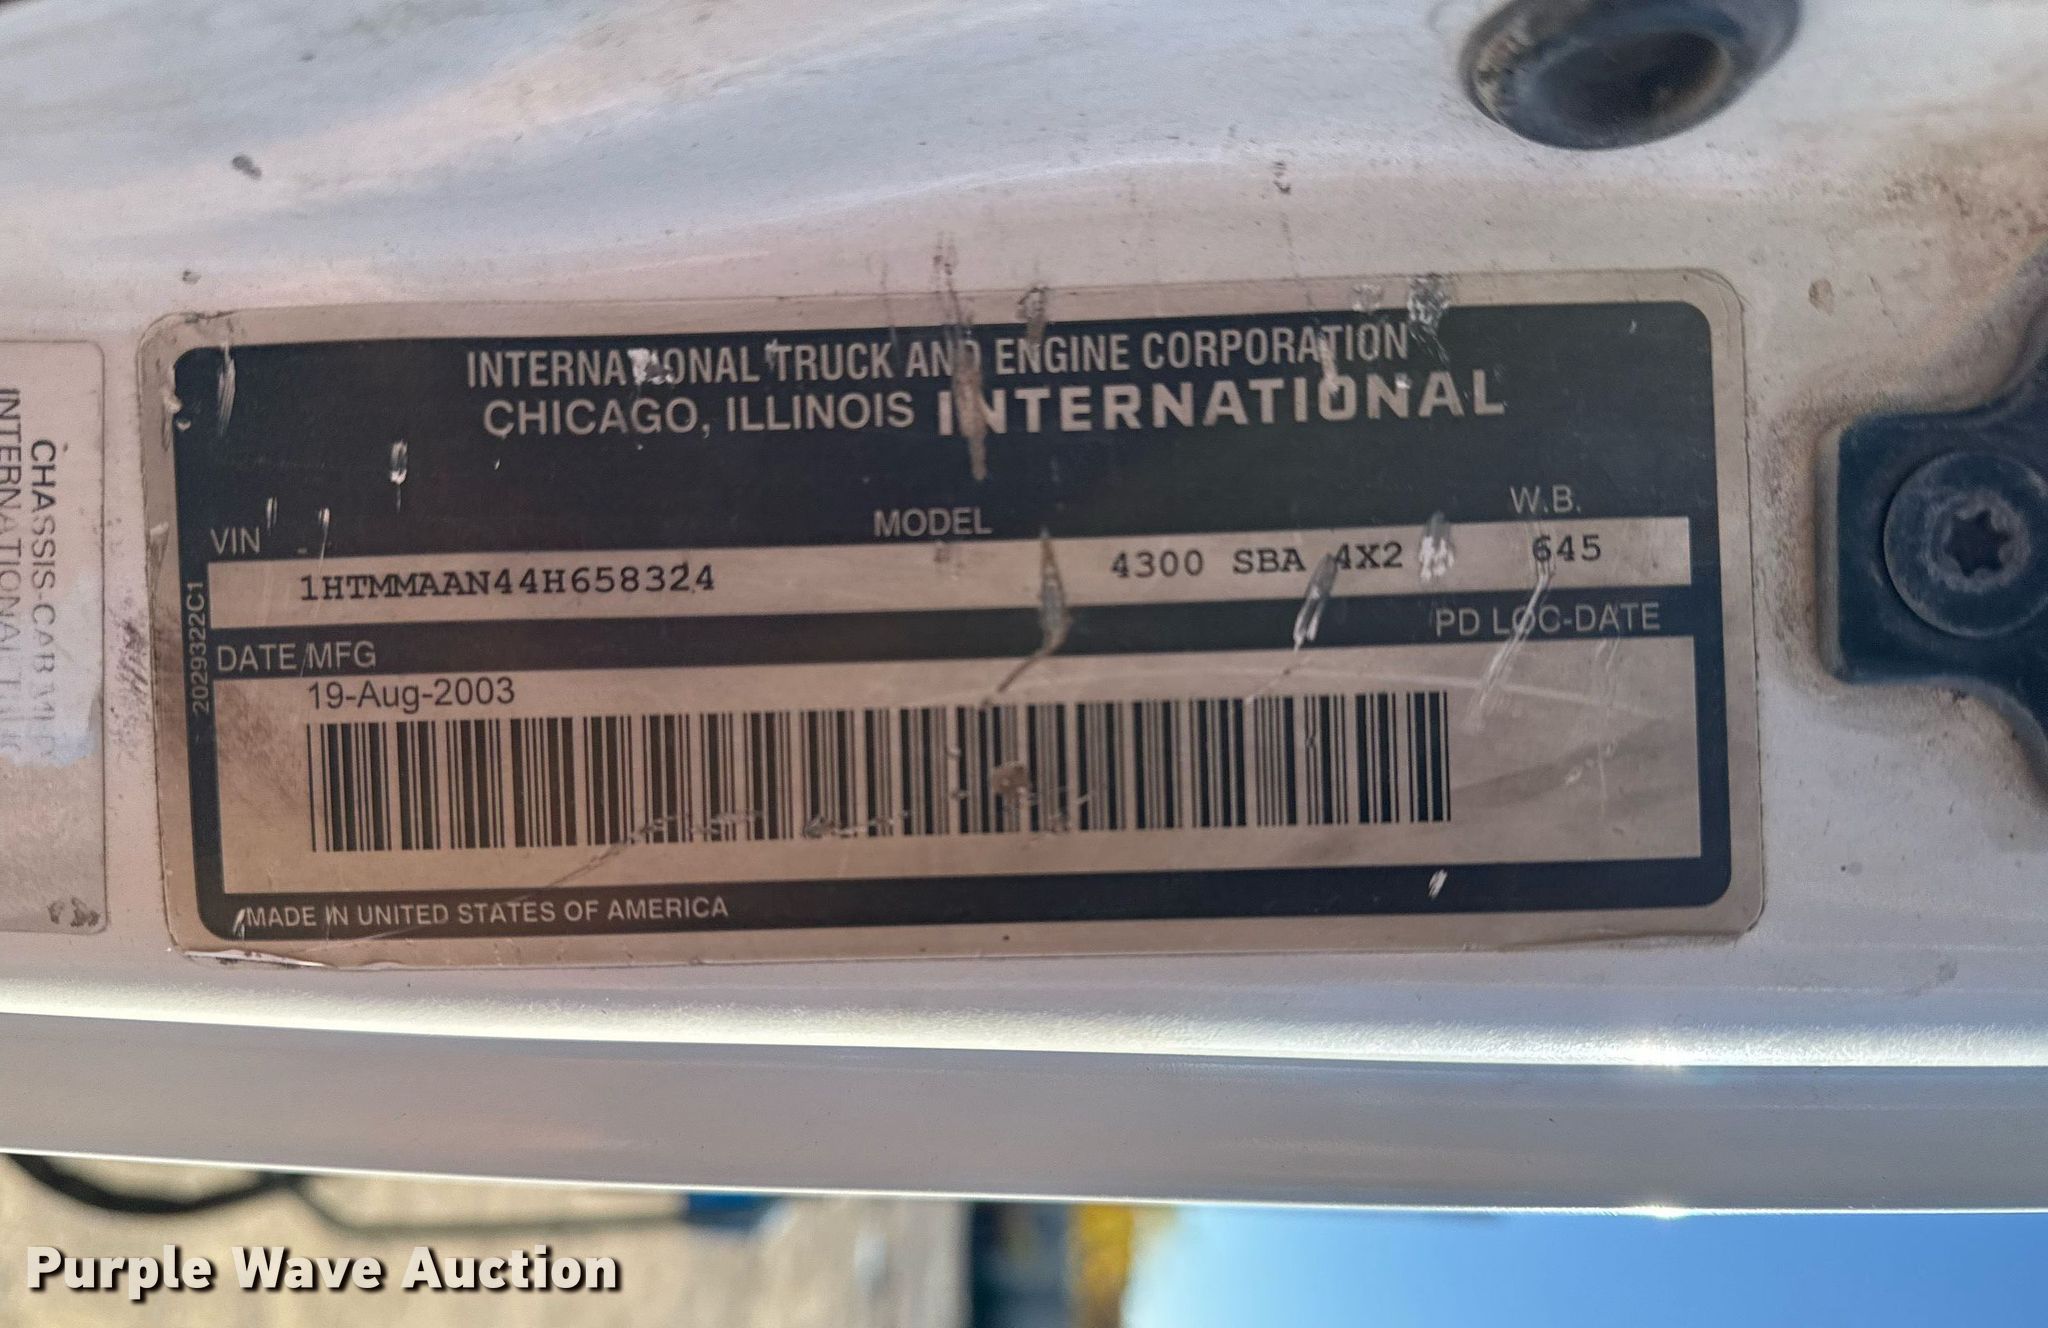 INTERNATIONAL TRUCK AND ENGINE CORPORATION
CHICAGO, ILLINOIS INTERNATIONAL
VIN MODEL W.B.
1HTMMAAN44H658324 4300 SBA 4X2 645
DATE/MFG PD LOC-DATE
19-Aug-2003
MADE IN UNITED STATES OF AMERICA
2029322C1
CHASSIS-CAB
INTERNATIONAL
Purple Wave Auction